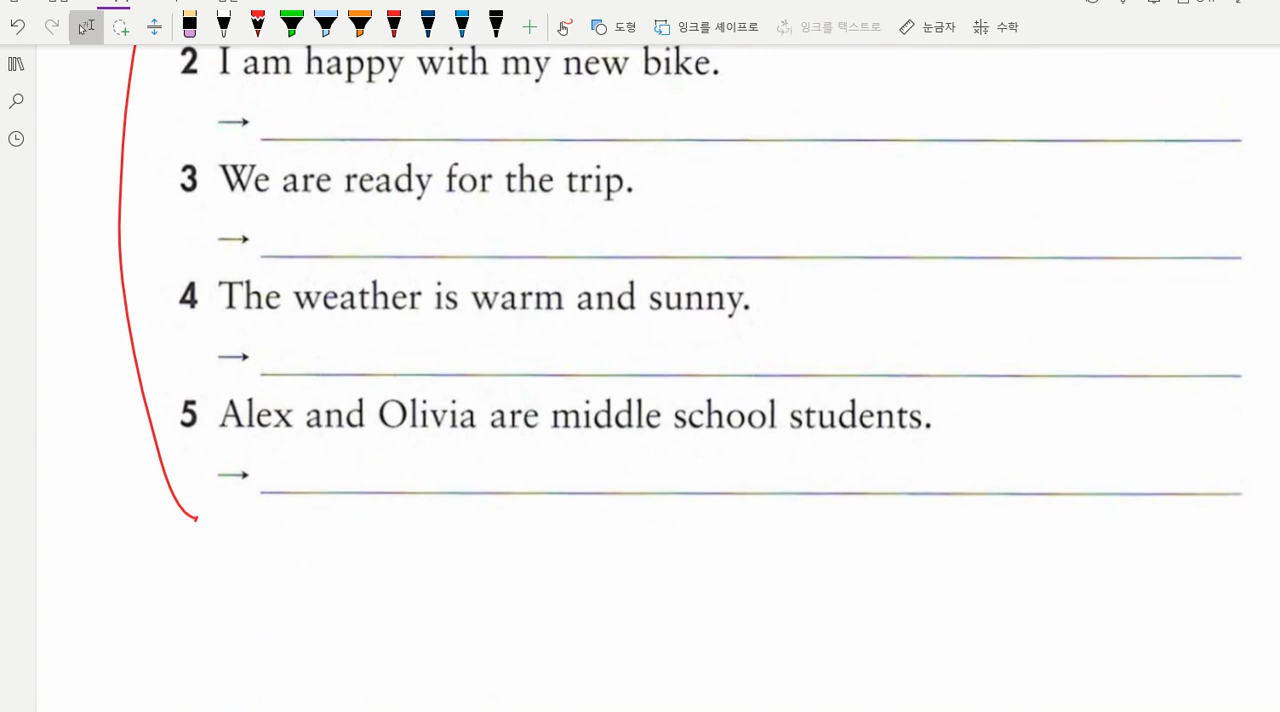 도형
잉크를 셰이프로
잉크를 텍스트로
눈금자
수학
2 I am happy with my new bike.
→
3 We are ready for the trip.
→
4 The weather is warm and sunny.
→
5 Alex and Olivia are middle school students.
→